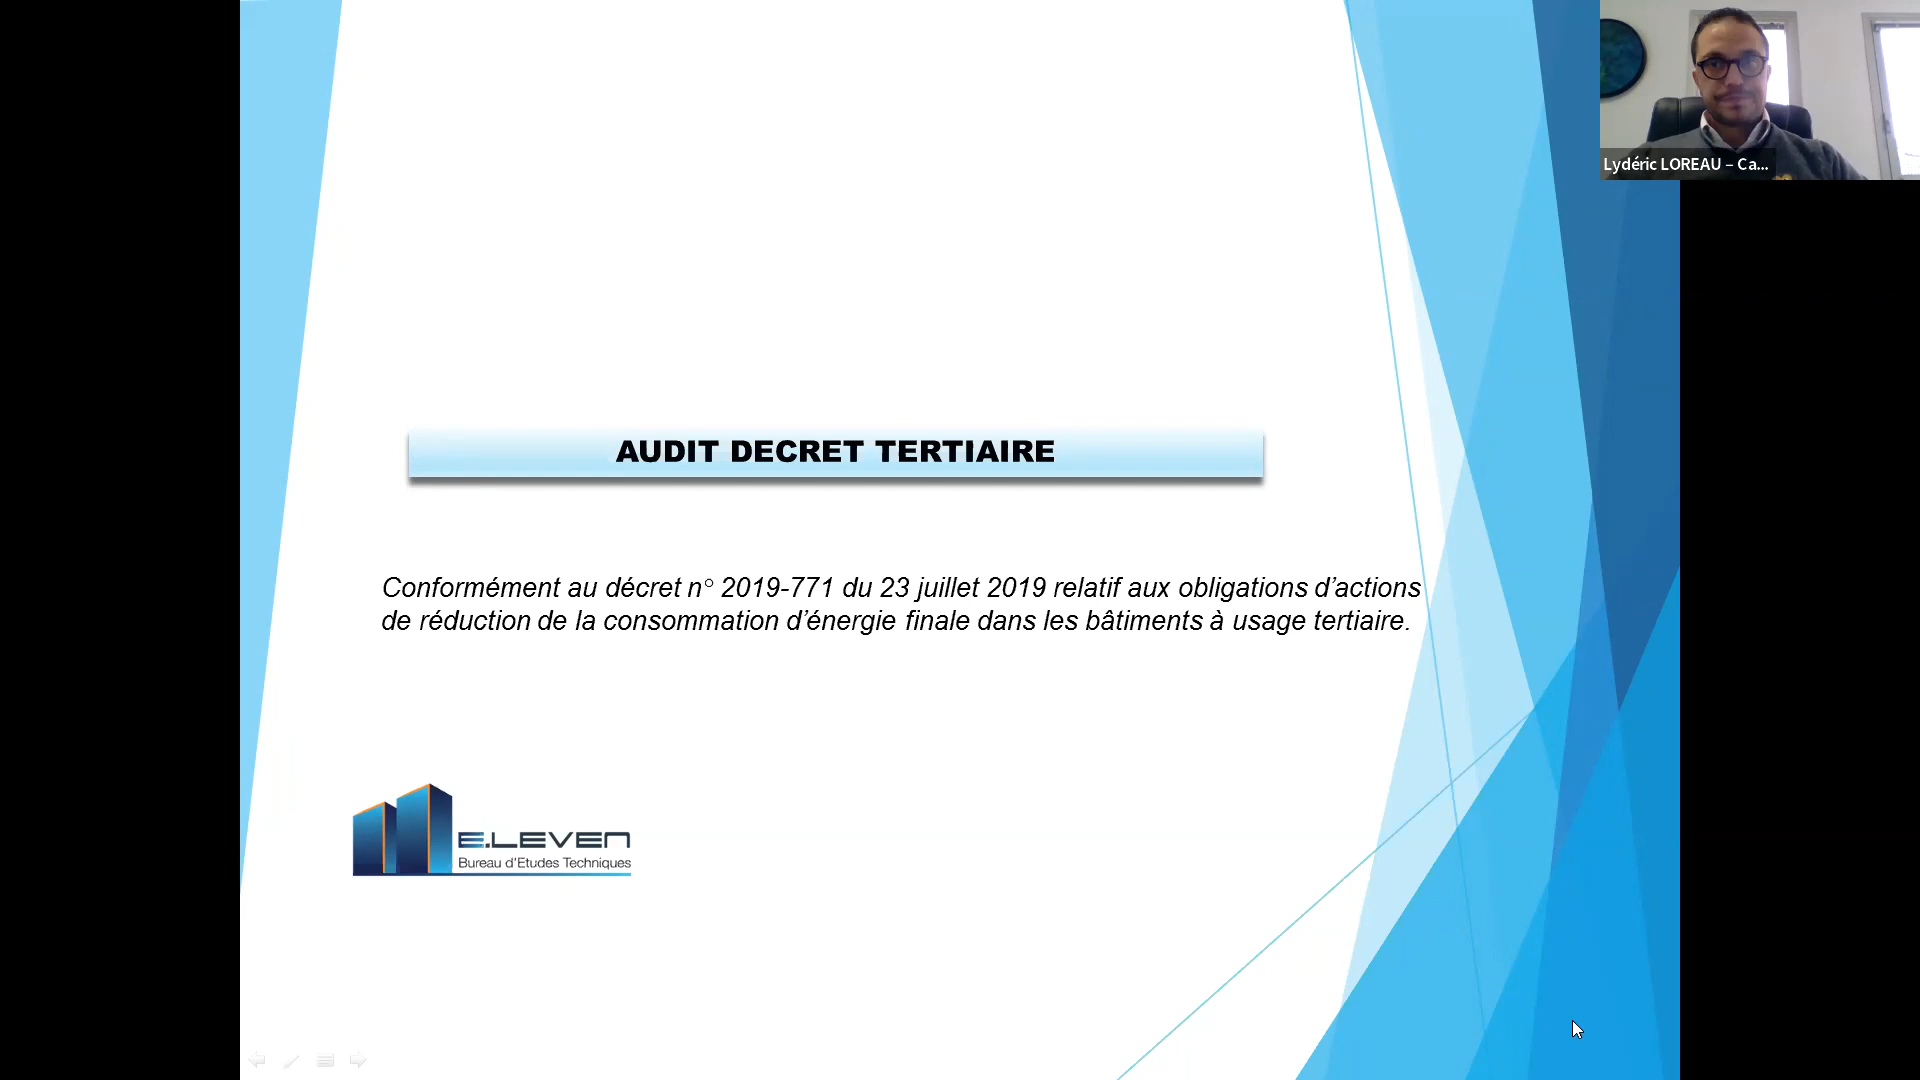 Lydéric LOREAU – Ca...
AUDIT DECRET TERTIAIRE
Conformément au décret n° 2019-771 du 23 juillet 2019 relatif aux obligations d’actions
de réduction de la consommation d’énergie finale dans les bâtiments à usage tertiaire.
E.LEVEN
Bureau d'Etudes Techniques